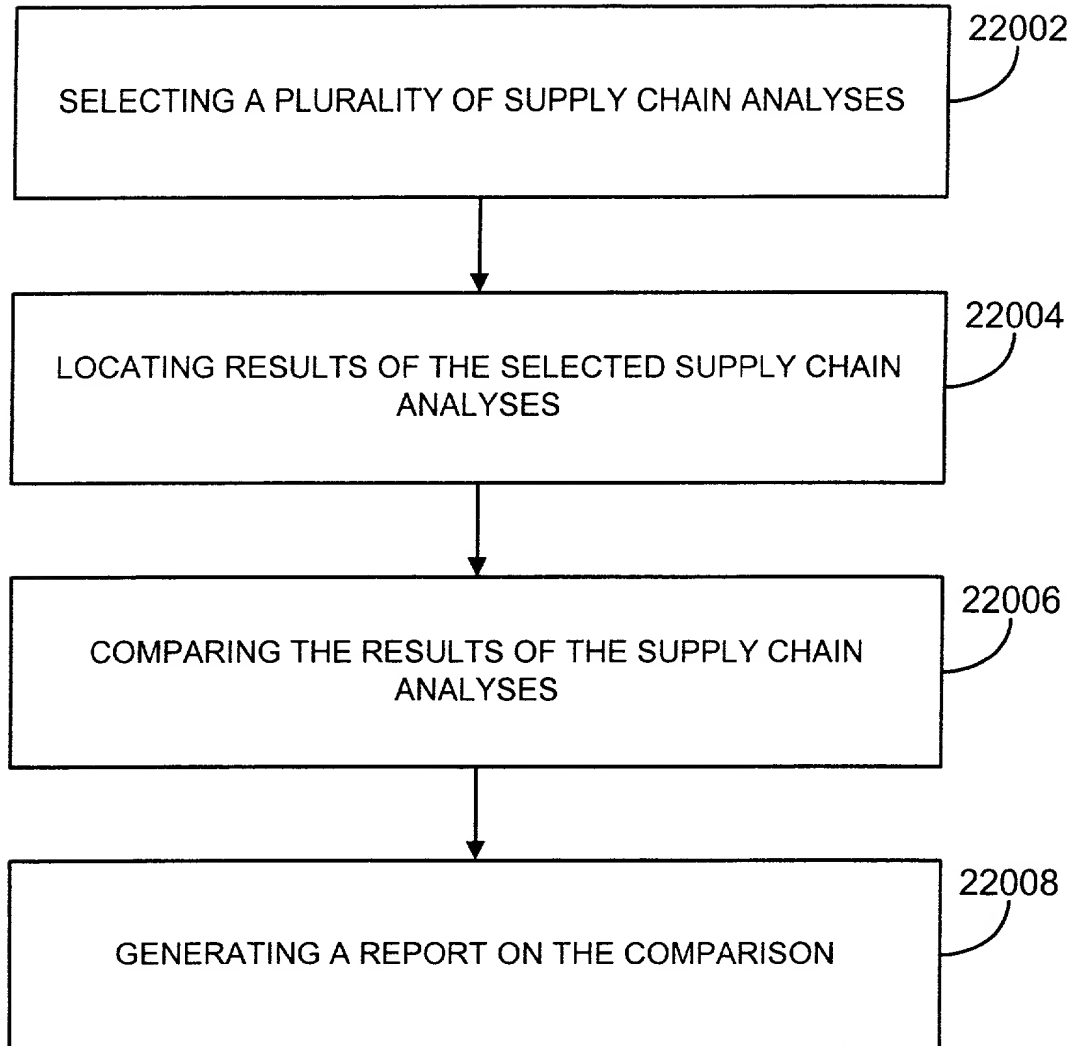 22002
SELECTING A PLURALITY OF SUPPLY CHAIN ANALYSES
22004
LOCATING RESULTS OF THE SELECTED SUPPLY CHAIN
ANALYSES
22006
COMPARING THE RESULTS OF THE SUPPLY CHAIN
ANALYSES
22008
GENERATING A REPORT ON THE COMPARISON